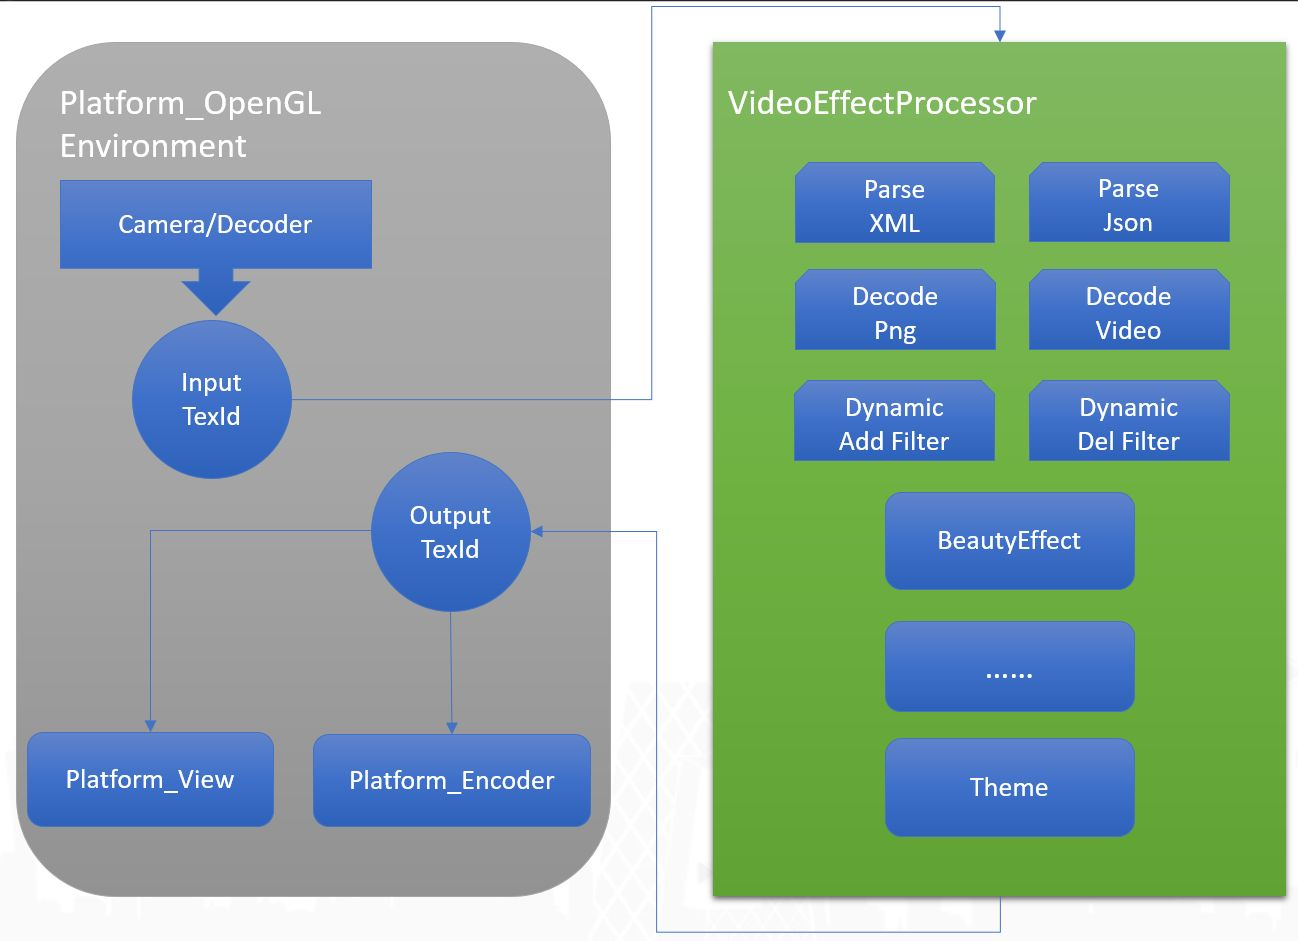 Platform_OpenGL
Environment
Camera/Decoder
Input
TexId
Output
TexId
Platform_View
Platform_Encoder
VideoEffectProcessor
Parse
XML
Parse
Json
Decode
Png
Decode
Video
Dynamic
Add Filter
Dynamic
Del Filter
BeautyEffect
......
Theme